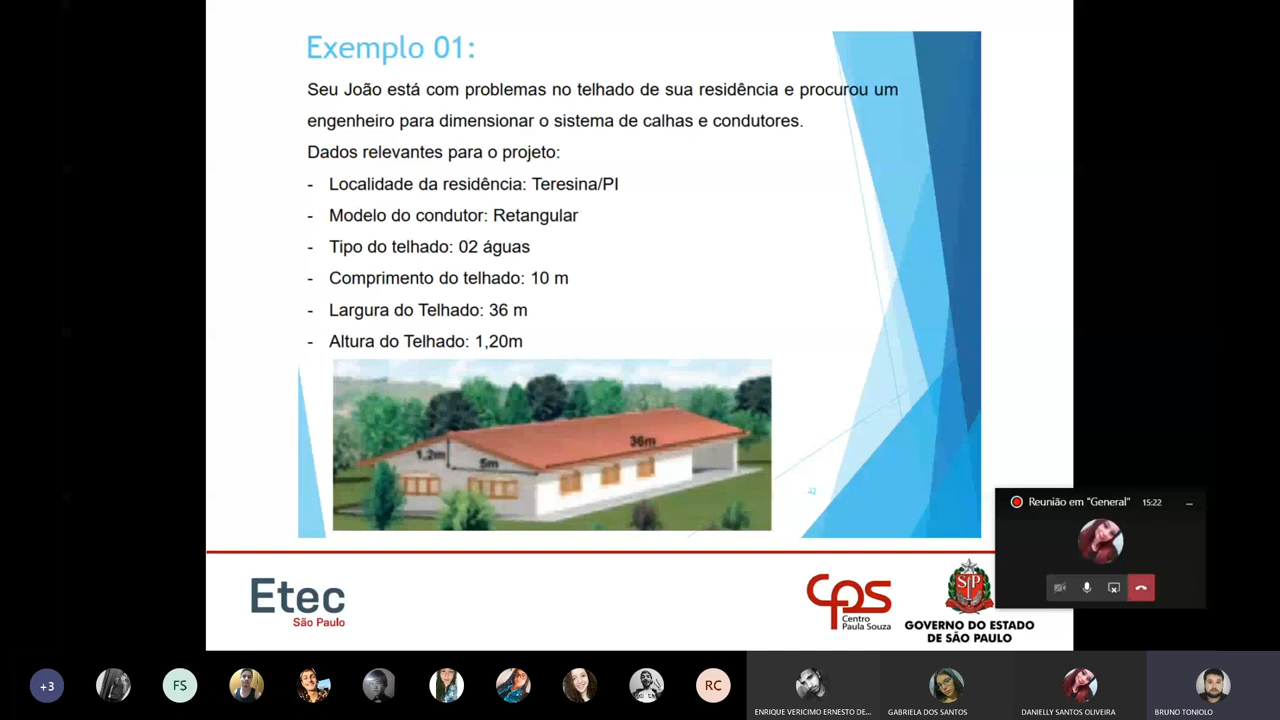 Exemplo 01:
Seu João está com problemas no telhado de sua residência e procurou um
engenheiro para dimensionar o sistema de calhas e condutores.
Dados relevantes para o projeto:
- Localidade da residência: Teresina/PI
- Modelo do condutor: Retangular
- Tipo do telhado: 02 águas
- Comprimento do telhado: 10 m
- Largura do Telhado: 36 m
- Altura do Telhado: 1,20m
36m
1,2m
5m
42
Reunião em "General" 15:22
Etec
São Paulo
cps
Centro
Paula Souza
SP
GOVERNO DO ESTADO
DE SÃO PAULO
+3
FS
RC
ENRIQUE VERICIMO ERNESTO DE...
GABRIELA DOS SANTOS
DANIELLY SANTOS OLIVEIRA
BRUNO TONIOLO